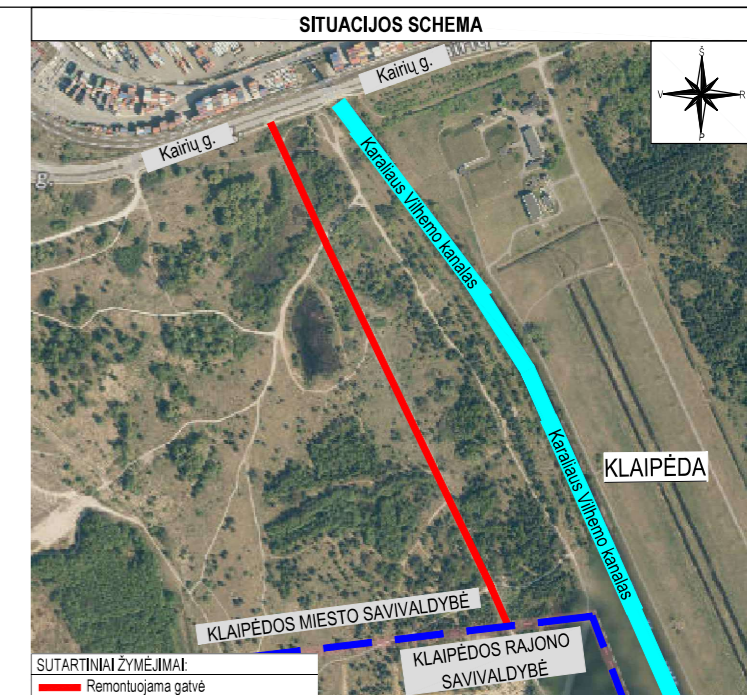 SITUACIJOS SCHEMA
Kairių g.
Kairių g.
g.
Š
V
R
P
Karaliaus Vilhemo kanalas
KLAIPĖDA
Karaliaus Vilhemo kanalas
KLAIPĖDOS MIESTO SAVIVALDYBĖ
KLAIPĖDOS RAJONO
SAVIVALDYBĖ
SUTARTINIAI ŽYMĖJIMAI:
Remontuojama gatvė